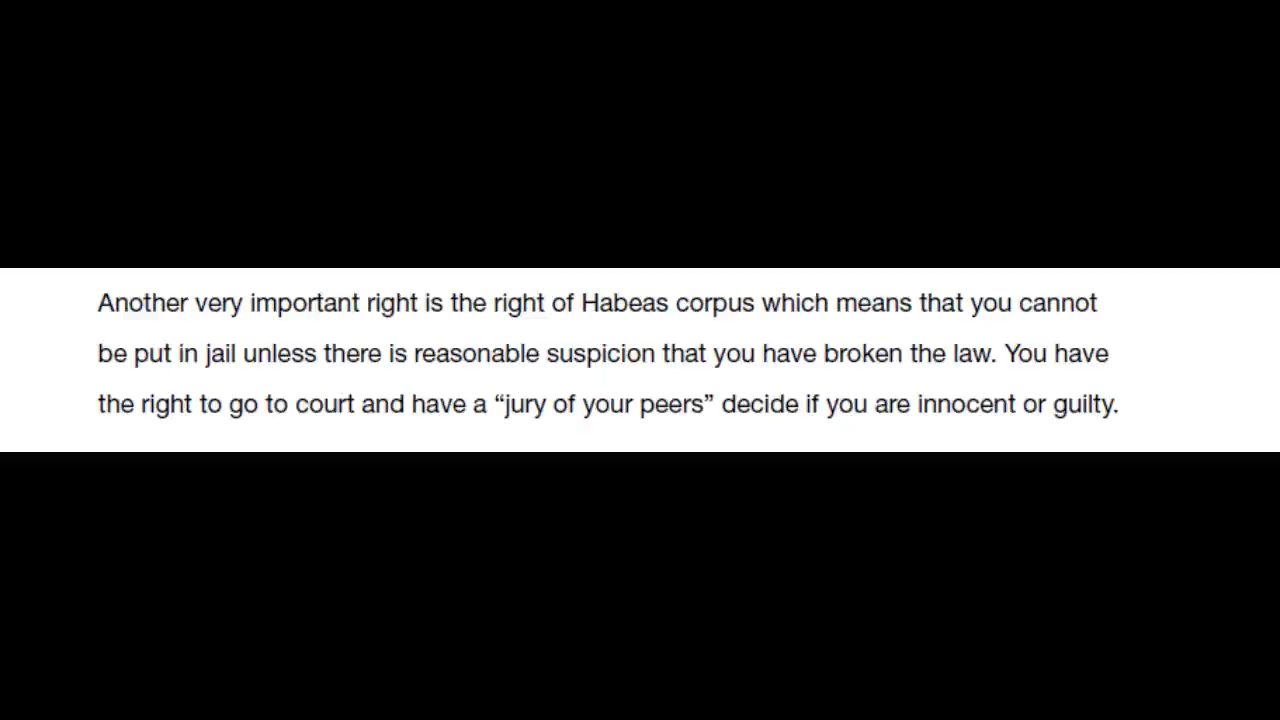 Another very important right is the right of Habeas corpus which means that you cannot
be put in jail unless there is reasonable suspicion that you have broken the law. You have
the right to go to court and have a “jury of your peers” decide if you are innocent or guilty.